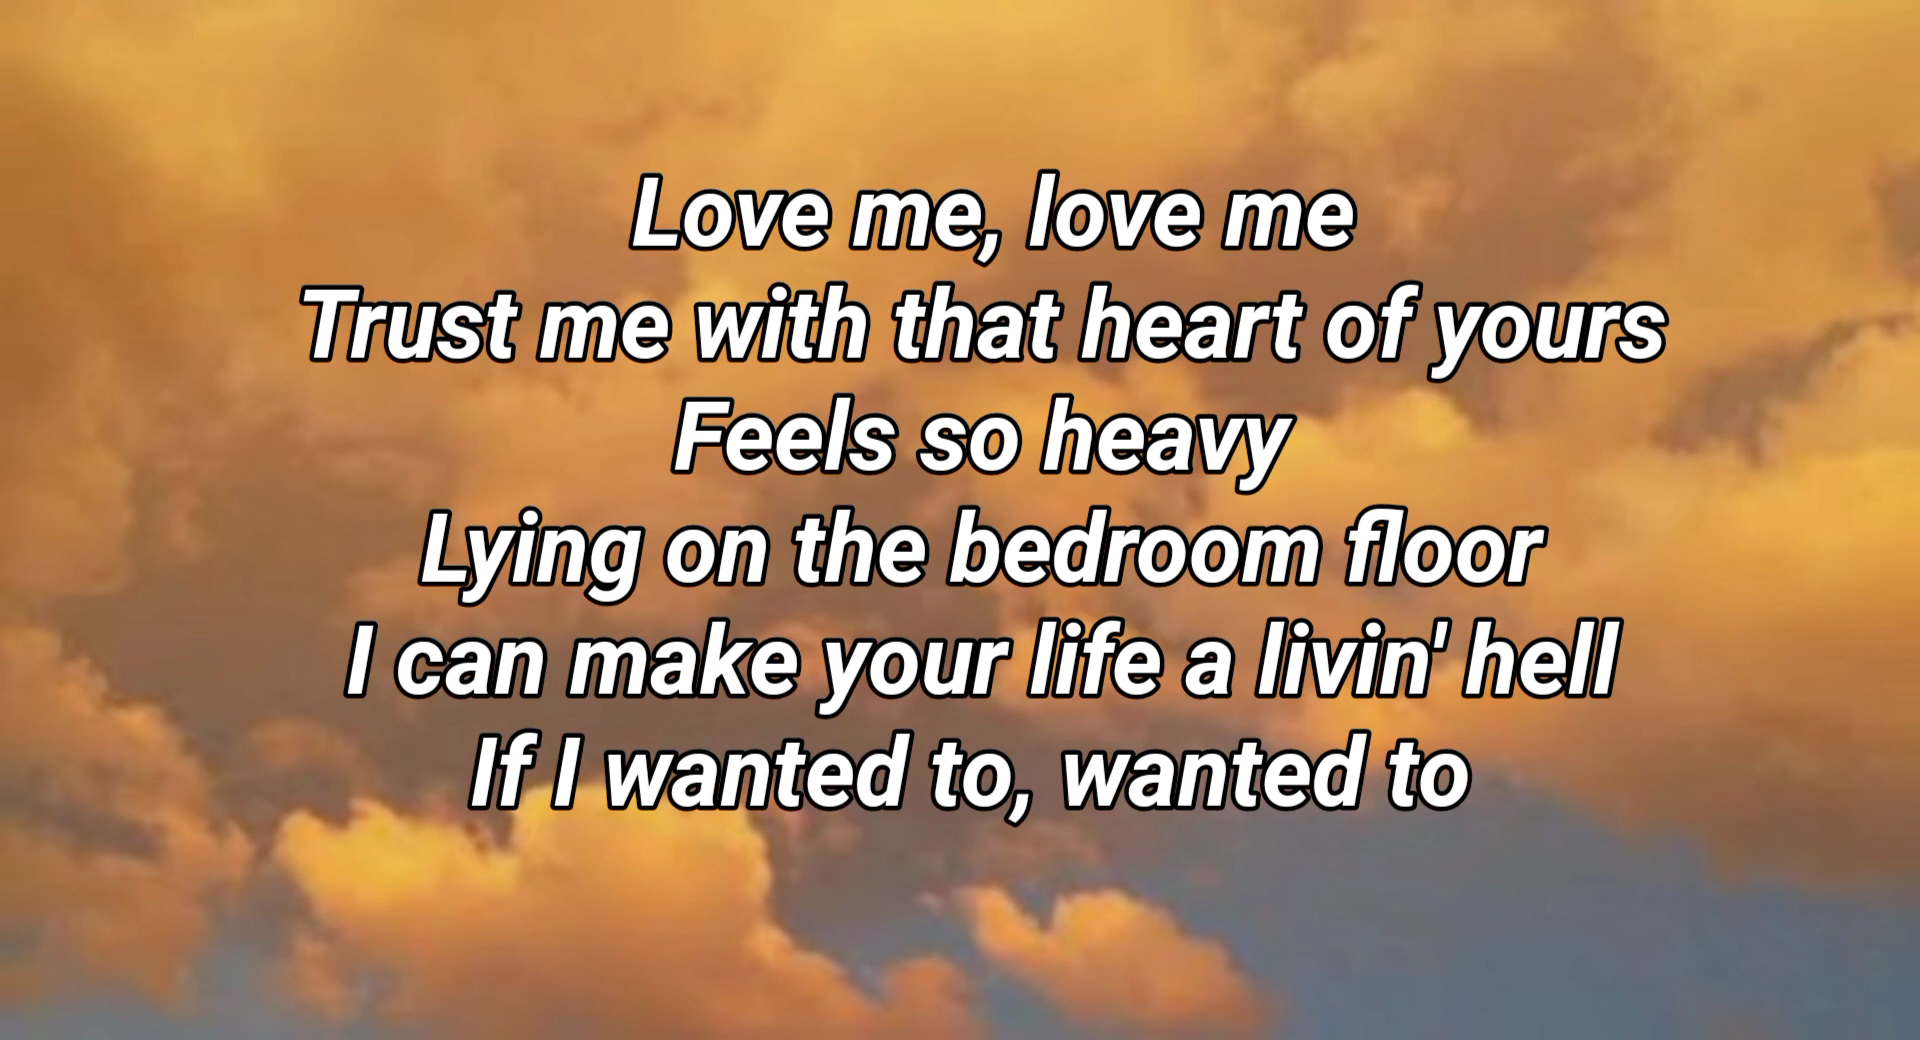 Love me, love me
Trust me with that heart of yours
Feels so heavy
Lying on the bedroom floor
I can make your life a livin' hell
If I wanted to, wanted to